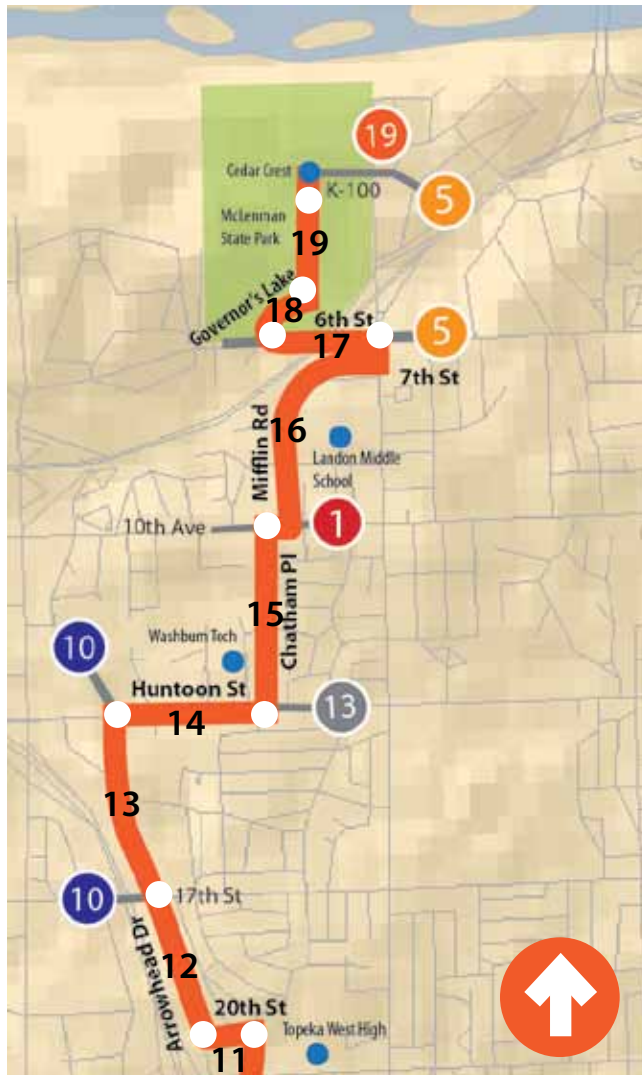 19
Cedar Crest
K-100
5
McLennan
State Park
19
Governor's Lake
18
6th St
17
5
7th St
Mifflin Rd
16
Landon Middle
School
10th Ave
1
Chatham Pl
15
Washburn Tech
10
Huntoon St
14
13
13
10
17th St
Arrowhead Dr
12
20th St
Topeka West High
11